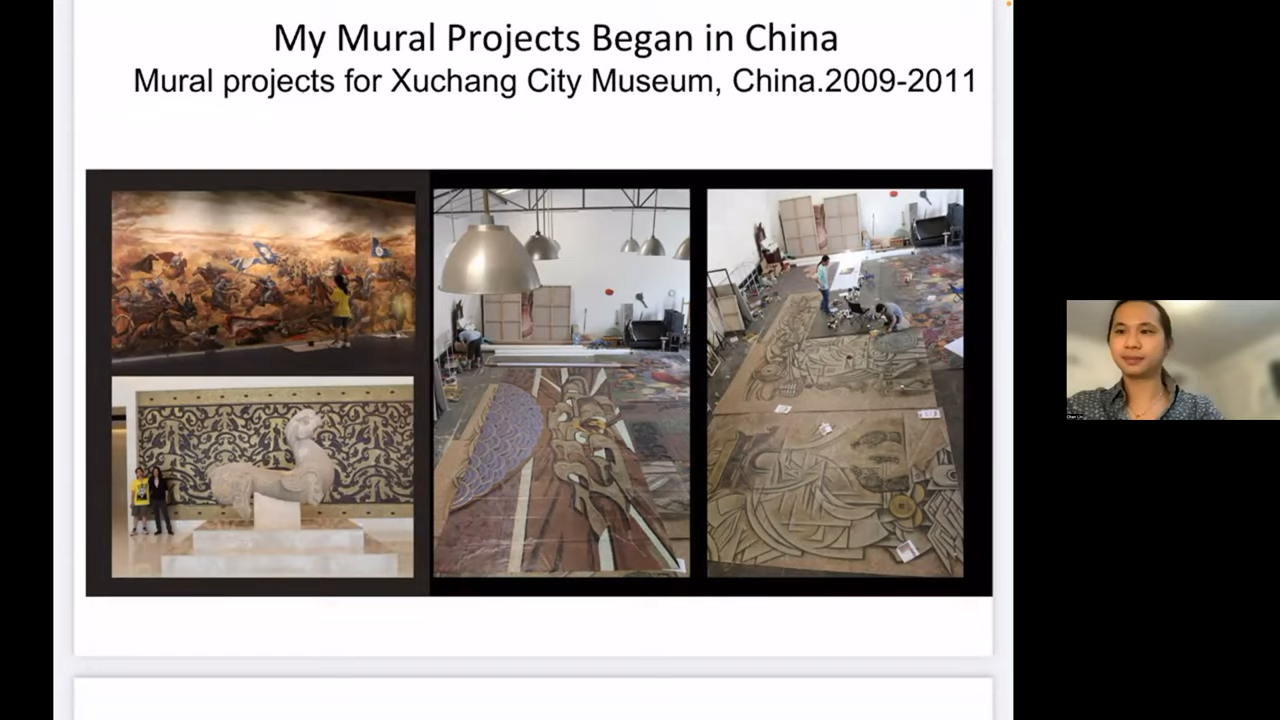 My Mural Projects Began in China
Mural projects for Xuchang City Museum, China.2009-2011